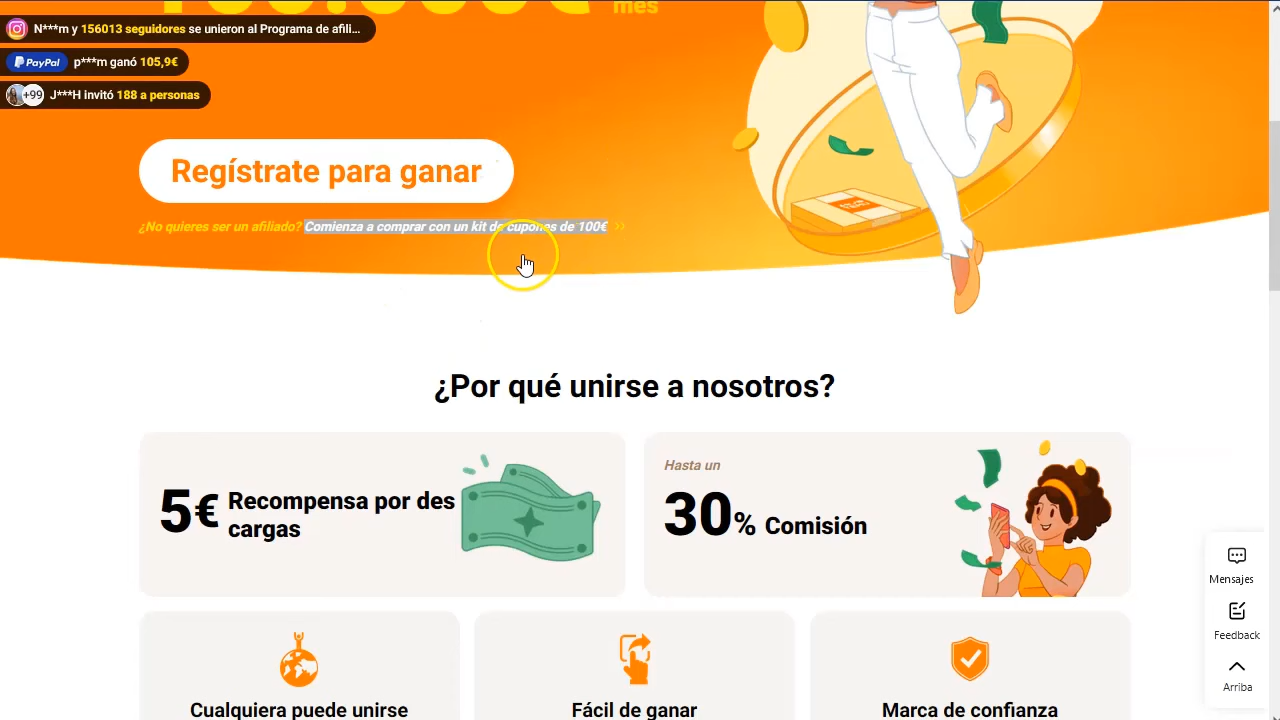 mes
N***m y 156013 seguidores se unieron al Programa de afili...
PayPal p***m ganó 105,9€
+99 J***H invitó 188 a personas
Regístrate para ganar
¿No quieres ser un afiliado? Comienza a comprar con un kit de cupones de 100€ >>
¿Por qué unirse a nosotros?
5€ Recompensa por des
cargas
Hasta un
30% Comisión
Mensajes
Feedback
Arriba
Cualquiera puede unirse
Fácil de ganar
Marca de confianza